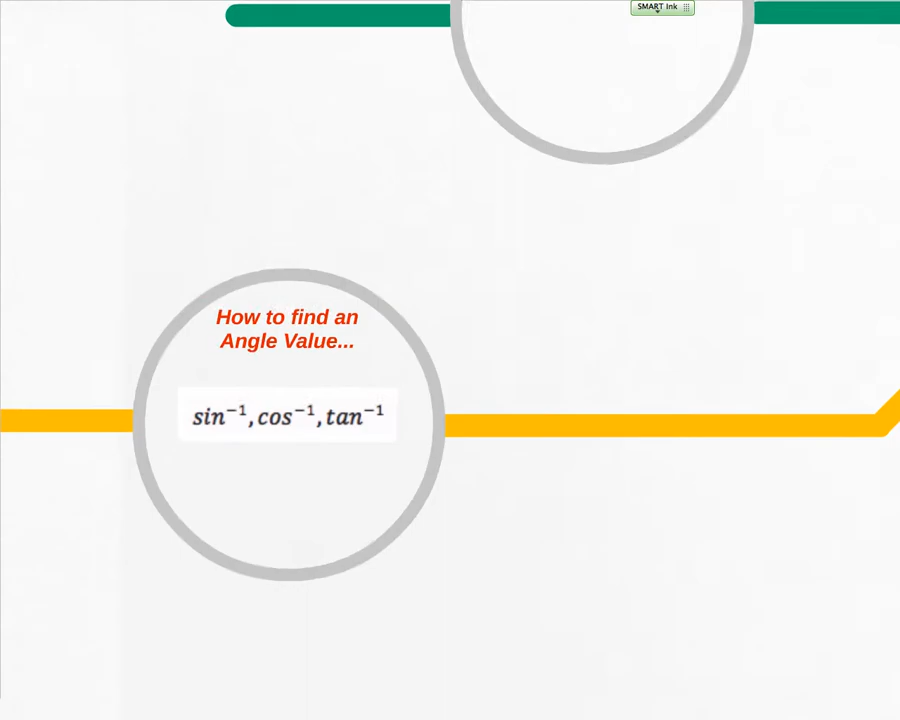 SMART Ink
How to find an
Angle Value...
sin⁻¹, cos⁻¹, tan⁻¹